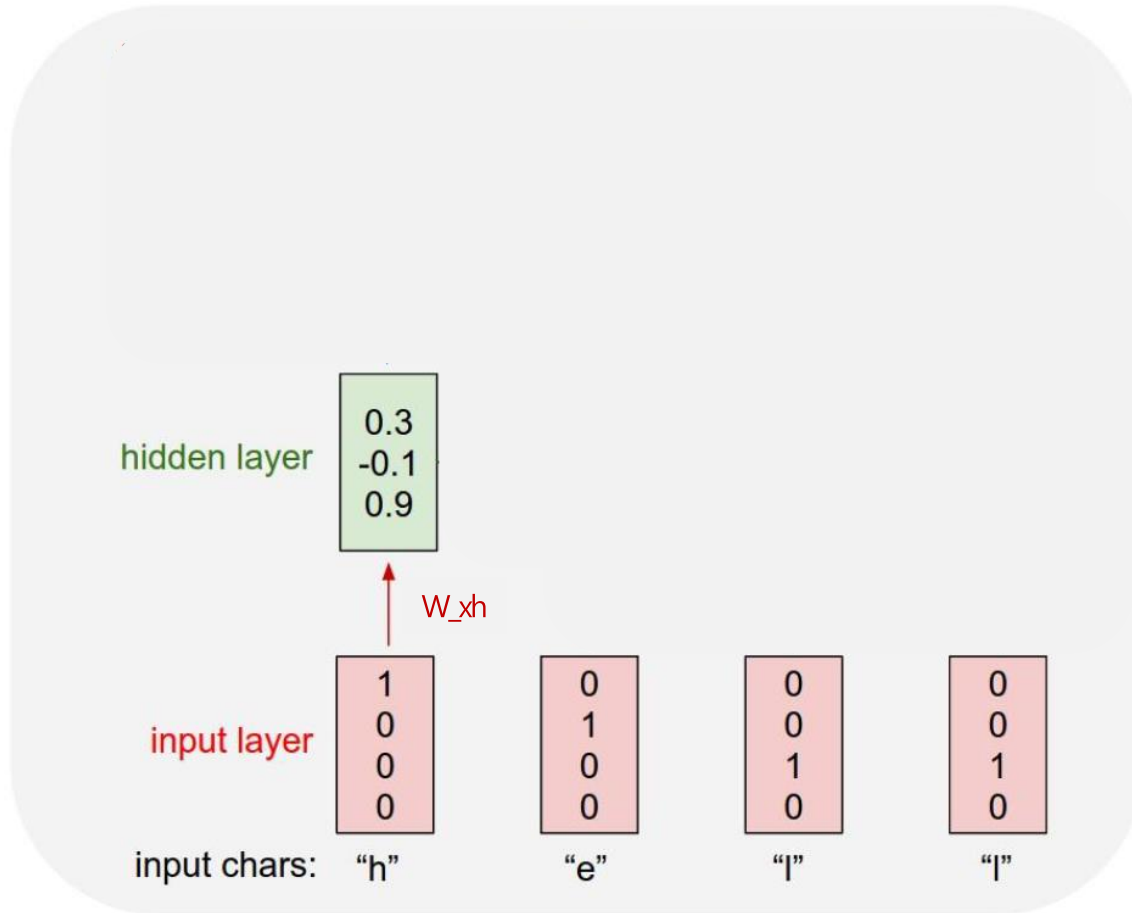 hidden layer
0.3
-0.1
0.9
W_xh
input layer
1 0 0 0
0 1 0 0
0 0 1 1
0 0 0 0
input chars: “h” “e” “l” “l”